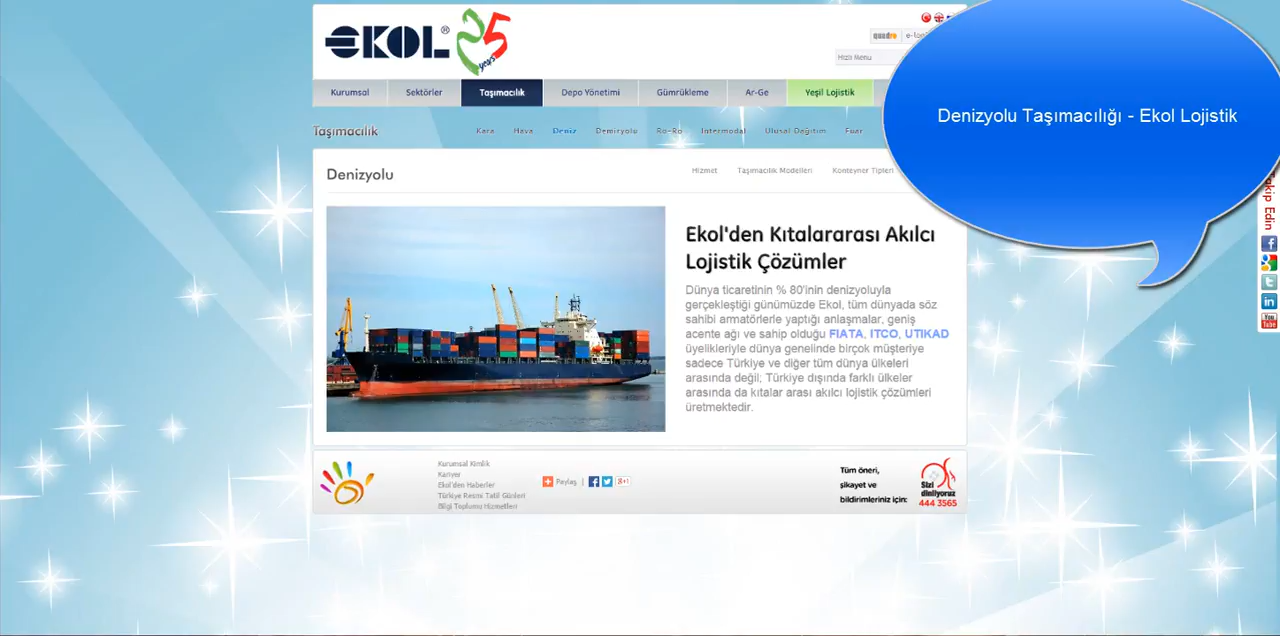 EKOL® 25 years
quadro
Hızlı Menu
Kurumsal Sektörler Taşımacılık Depo Yönetimi Gümrükleme Ar-Ge Yeşil Lojistik
Denizyolu Taşımacılığı - Ekol Lojistik
Taşımacılık Kara Hava Deniz Demiryolu Ro-Ro Intermodal Ulusal Dağıtım Fuar
Denizyolu Hizmet Taşımacılık Modelleri Konteyner Tipleri
Takip Edin
Ekol'den Kıtalararası Akılcı
Lojistik Çözümler
Dünya ticaretinin % 80'inin denizyoluyla
gerçekleştiği günümüzde Ekol, tüm dünyada söz
sahibi armatörlerle yaptığı anlaşmalar, geniş
acente ağı ve sahip olduğu FIATA, ITCO, UTIKAD
üyelikleriyle dünya genelinde birçok müşteriye
sadece Türkiye ve diğer tüm dünya ülkeleri
arasında değil; Türkiye dışında farklı ülkeler
arasında da kıtalar arası akılcı lojistik çözümleri
üretmektedir.
You Tube
Kurumsal Kimlik
Kariyer
Ekol'den Haberler
Türkiye Resmi Tatil Günleri
Bilgi Toplumu Hizmetleri
Paylaş |
Tüm öneri,
şikayet ve
bildirimleriniz için:
Sizi
dinliyoruz
444 3565